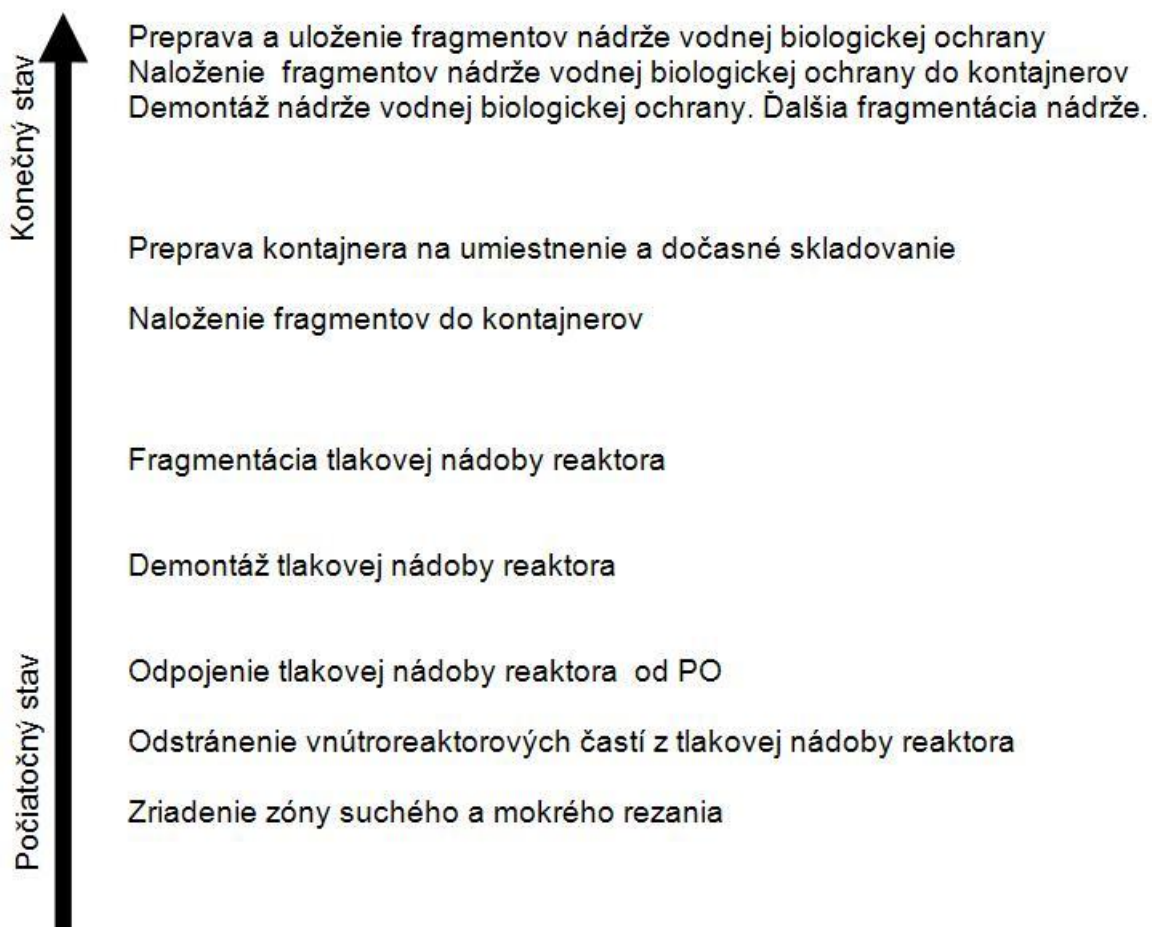 Preprava a uloženie fragmentov nádrže vodnej biologickej ochrany
Naloženie fragmentov nádrže vodnej biologickej ochrany do kontajnerov
Demontáž nádrže vodnej biologickej ochrany. Ďalšia fragmentácia nádrže.
Konečný stav
Preprava kontajnera na umiestnenie a dočasné skladovanie
Naloženie fragmentov do kontajnerov
Fragmentácia tlakovej nádoby reaktora
Demontáž tlakovej nádoby reaktora
Odpojenie tlakovej nádoby reaktora od PO
Odstránenie vnútroreaktorových častí z tlakovej nádoby reaktora
Zriadenie zóny suchého a mokrého rezania
Počiatočný stav